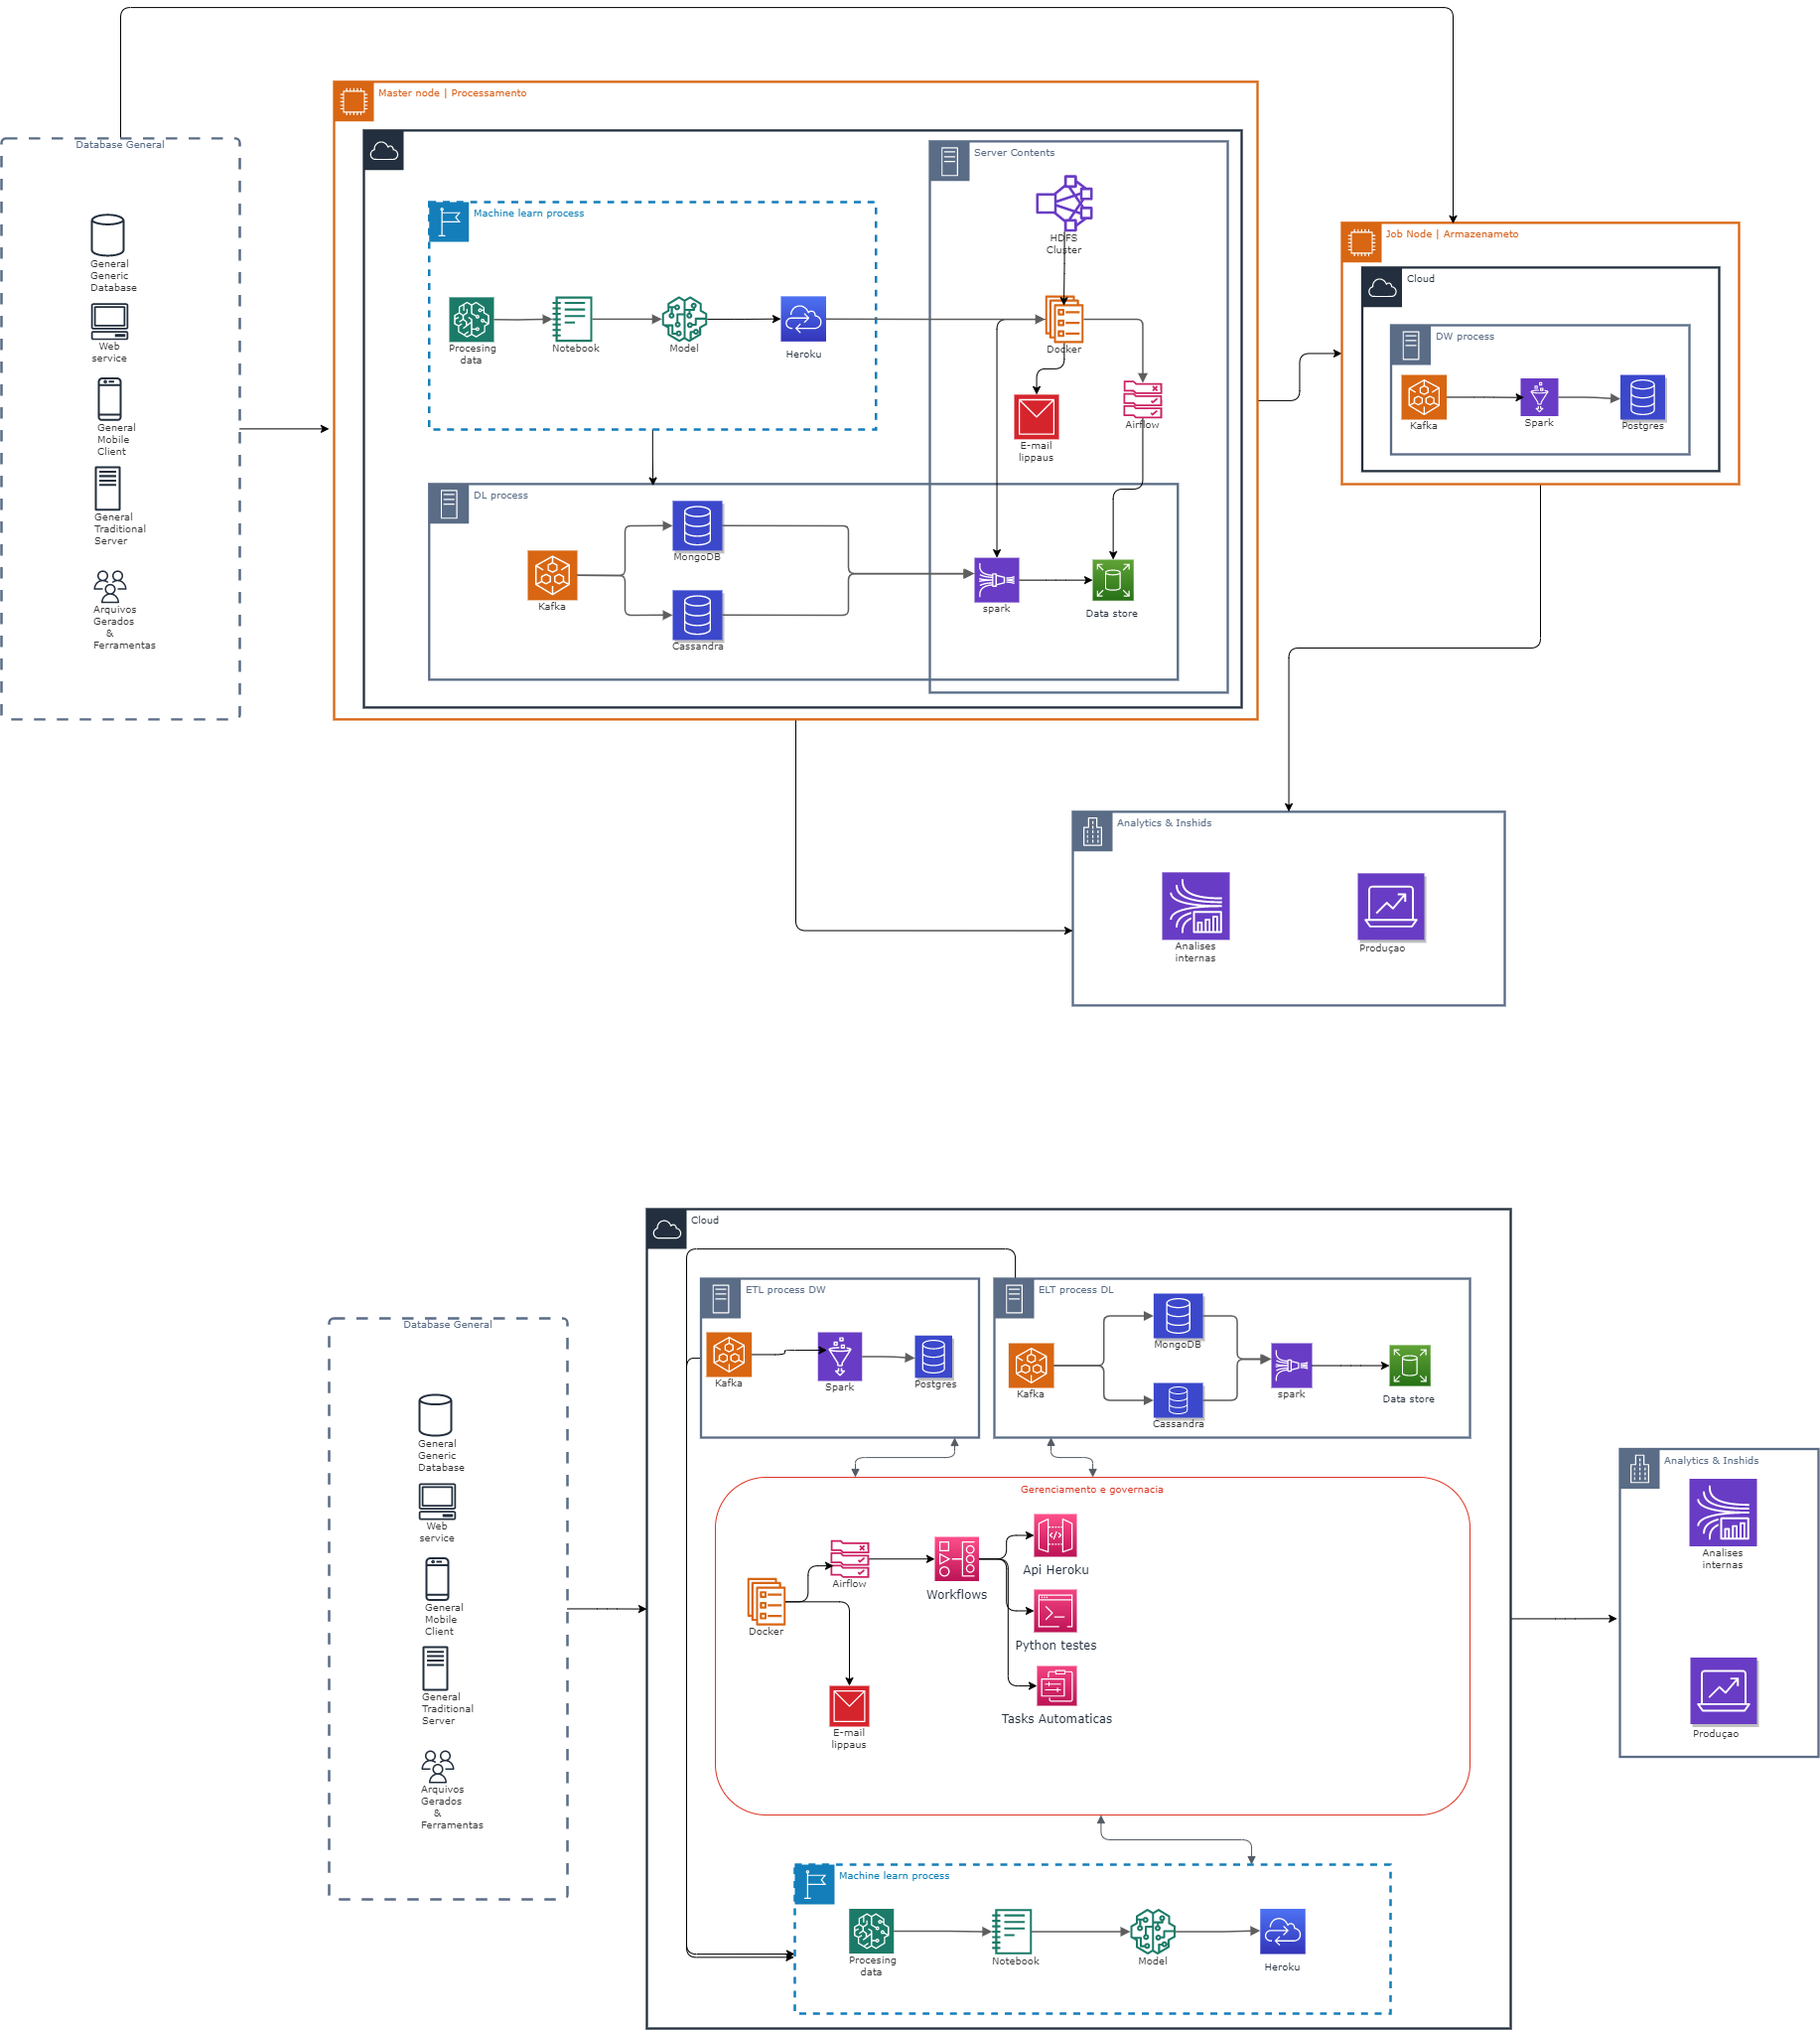 Master node | Processamento
Database General
General
Generic
Database
Web
service
General
Mobile
Client
General
Traditional
Server
Arquivos
Gerados
&
Ferramentas
Machine learn process
Procesing
data
Notebook
Model
Heroku
Server Contents
HDFS
Cluster
Docker
E-mail
lippaus
Airflow
DL process
Kafka
MongoDB
Cassandra
spark
Data store
Job Node | Armazenameto
Cloud
DW process
Kafka
Spark
Postgres
Analytics & Inshids
Analises
internas
Produçao
Cloud
Database General
General
Generic
Database
Web
service
General
Mobile
Client
General
Traditional
Server
Arquivos
Gerados
&
Ferramentas
ETL process DW
Kafka
Spark
Postgres
ELT process DL
Kafka
MongoDB
Cassandra
spark
Data store
Gerenciamento e governacia
Docker
Airflow
E-mail
lippaus
Workflows
Api Heroku
Python testes
Tasks Automaticas
Machine learn process
Procesing
data
Notebook
Model
Heroku
Analytics & Inshids
Analises
internas
Produçao